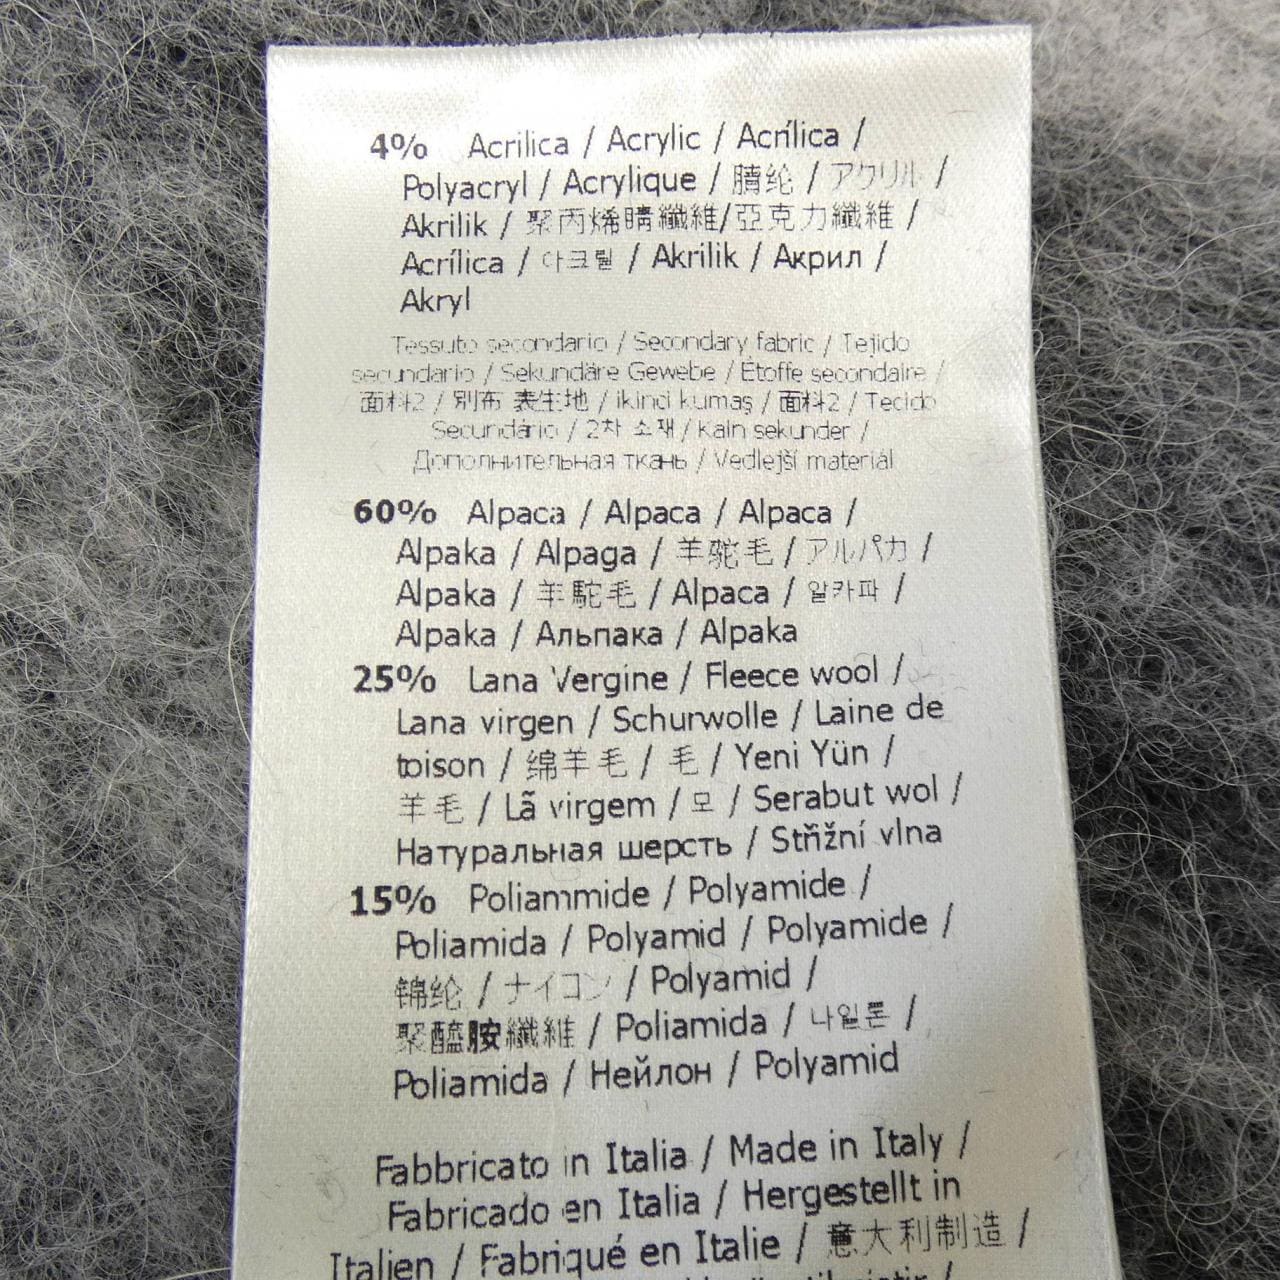 4% Acrilica / Acrylic / Acrílica /
Polyacryl / Acrylique / 腈纶 / アクリル /
Akrilik / 聚丙烯腈纖維/亞克力纖維 /
Acrílica / 아크릴 / Akrilik / Акрил /
Akryl
Tessuto secondario / Secondary fabric / Tejido
secundario / Sekundäre Gewebe / Étoffe secondaire /
面料2 / 別布 表生地 / ikinci kumaş / 面料2 / Tecido
Secundário / 2차 소재 / Kain sekunder /
Дополнительная ткань / Vedlejší materiál
60% Alpaca / Alpaca / Alpaca /
Alpaka / Alpaga / 羊驼毛 / アルパカ /
Alpaka / 羊駝毛 / Alpaca / 알카파 /
Alpaka / Альпака / Alpaka
25% Lana Vergine / Fleece wool /
Lana virgen / Schurwolle / Laine de
toison / 绵羊毛 / 毛 / Yeni Yün /
羊毛 / Lã virgem / 모 / Serabut wol /
Натуральная шерсть / Střižní vlna
15% Poliammide / Polyamide /
Poliamida / Polyamid / Polyamide /
锦纶 / ナイロン / Polyamid /
聚醯胺纖維 / Poliamida / 나일론 /
Poliamida / Нейлон / Polyamid
Fabbricato in Italia / Made in Italy /
Fabricado en Italia / Hergestellt in
Italien / Fabriqué en Italie / 意大利制造 /